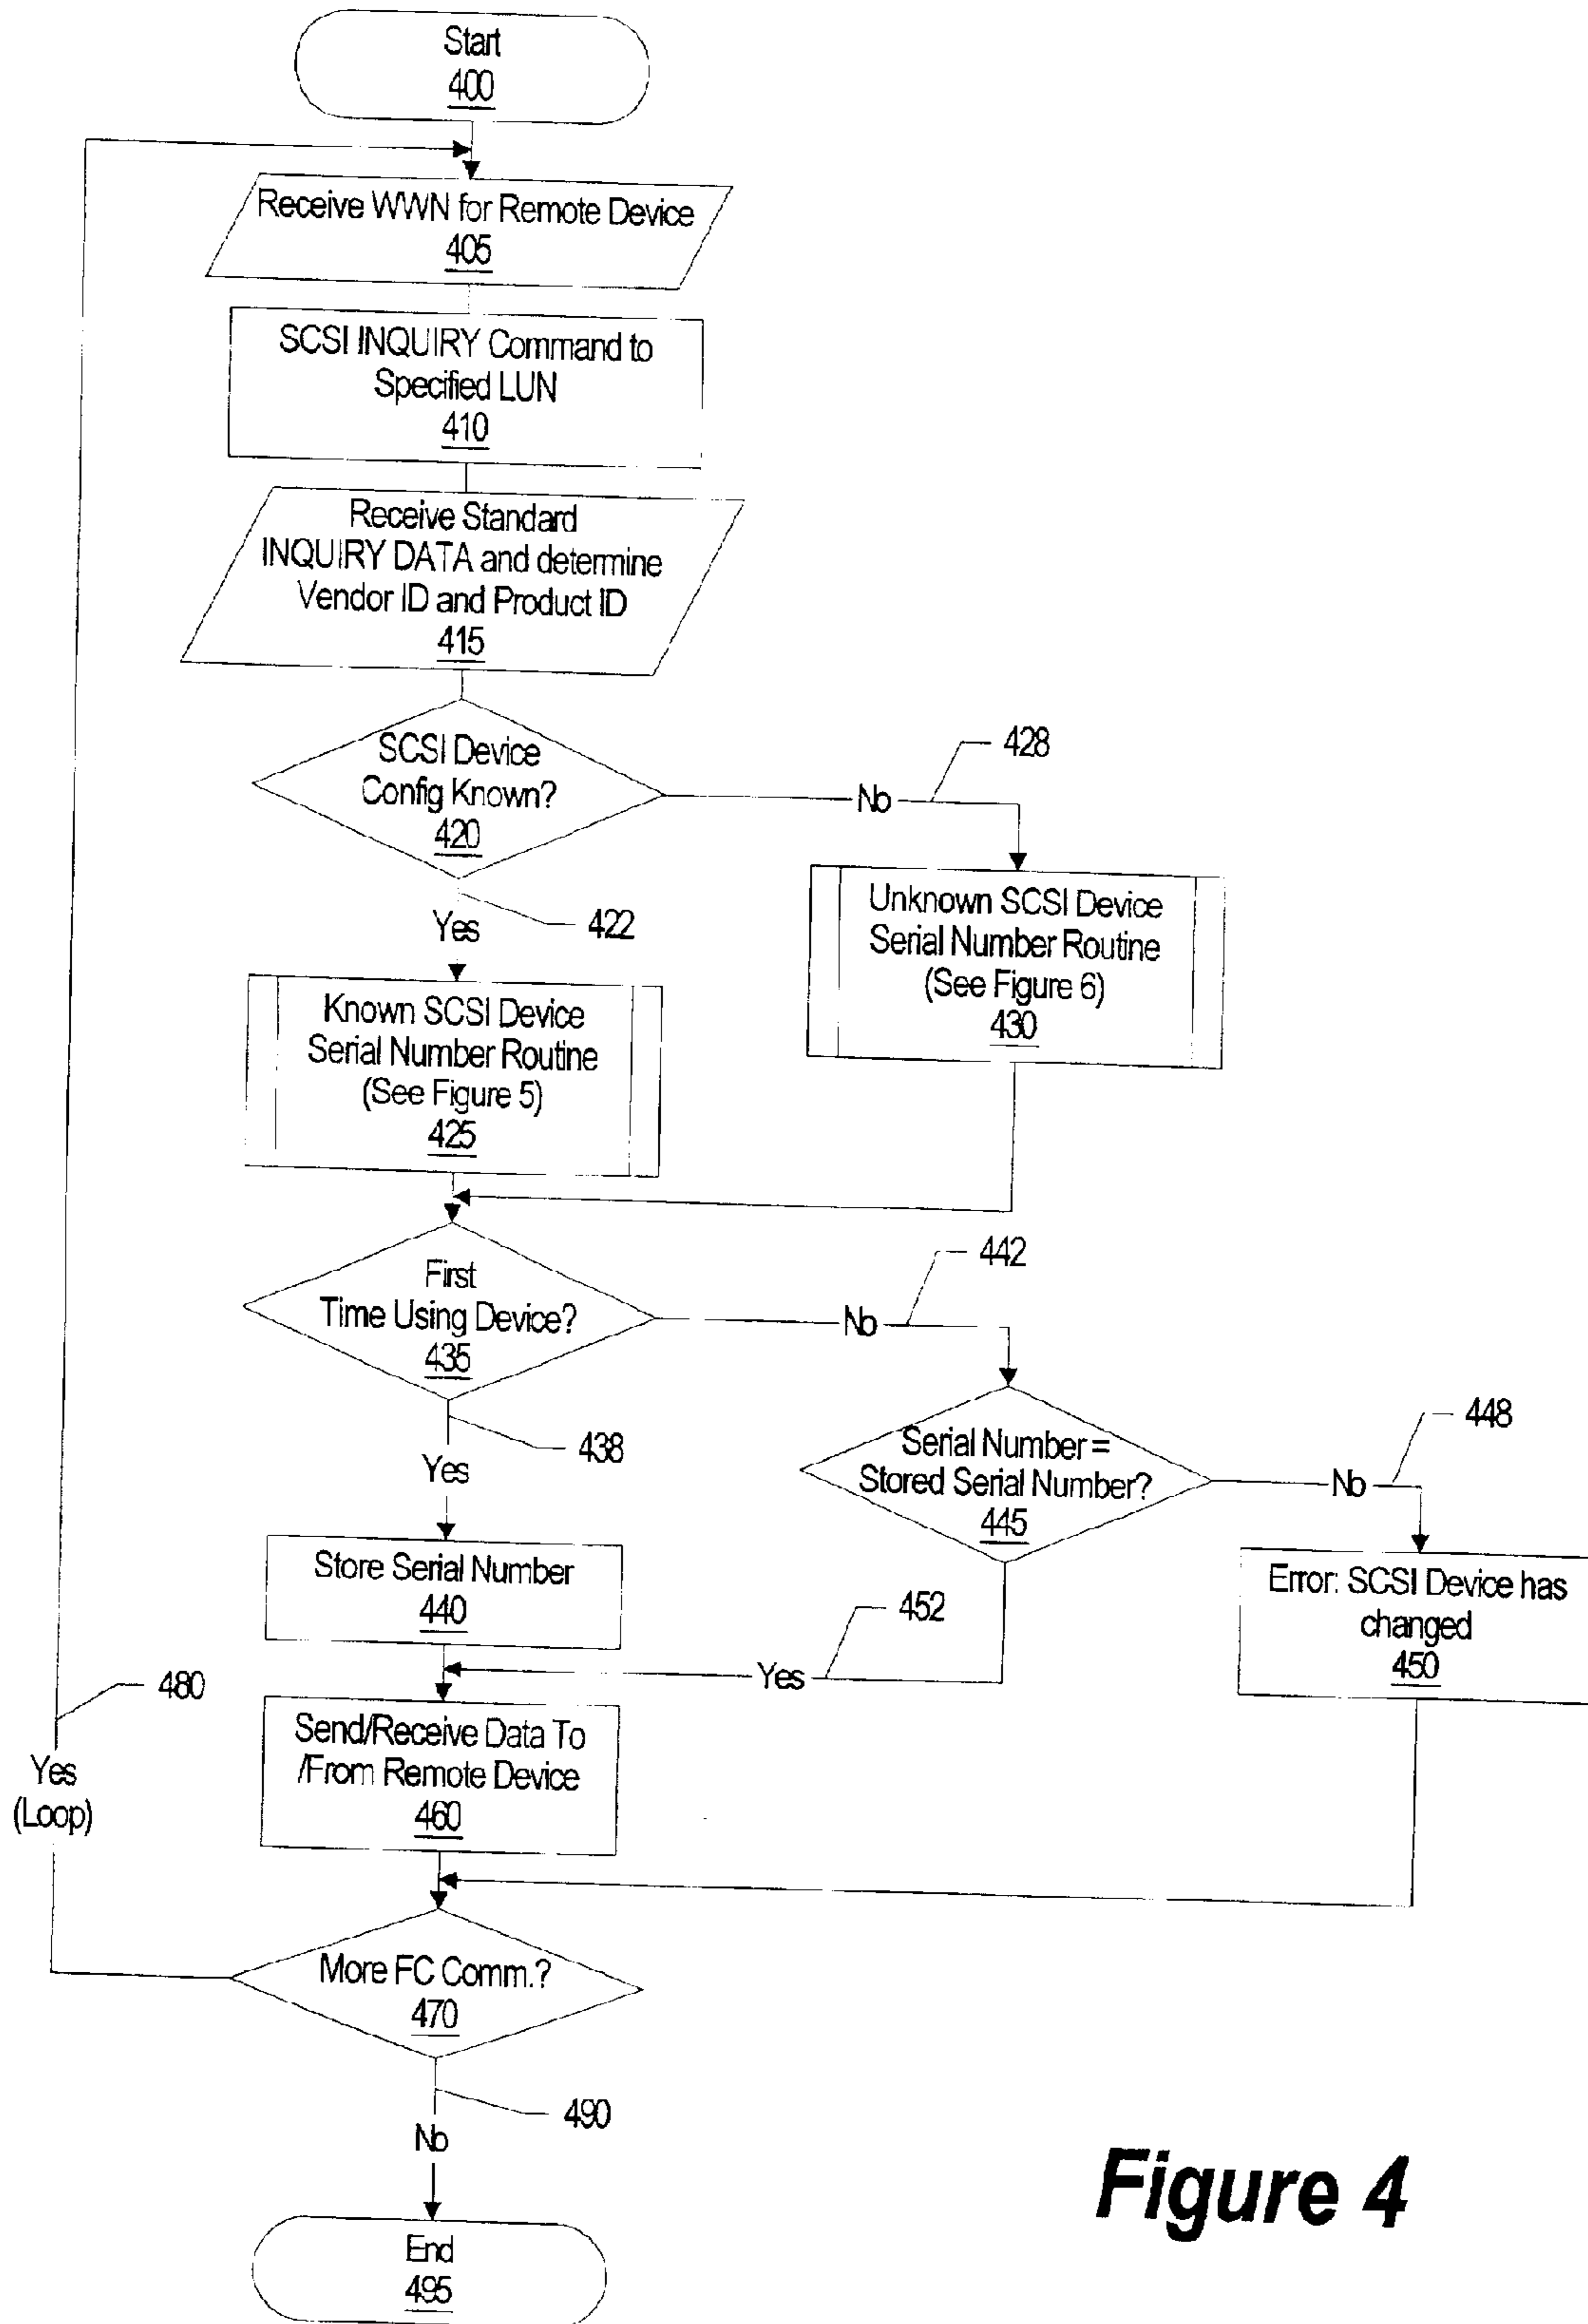 Start
400
Receive WWN for Remote Device
405
SCSI INQUIRY Command to
Specified LUN
410
Receive Standard
INQUIRY DATA and determine
Vendor ID and Product ID
415
SCSI Device
Config Known?
420
No
428
Yes
422
Unknown SCSI Device
Serial Number Routine
(See Figure 6)
430
Known SCSI Device
Serial Number Routine
(See Figure 5)
425
First
Time Using Device?
435
No
442
Yes
438
Serial Number =
Stored Serial Number?
445
No
448
Store Serial Number
440
Error: SCSI Device has
changed
450
Yes
452
Send/Receive Data To
/From Remote Device
460
480
Yes
(Loop)
More FC Comm.?
470
490
No
End
495
Figure 4